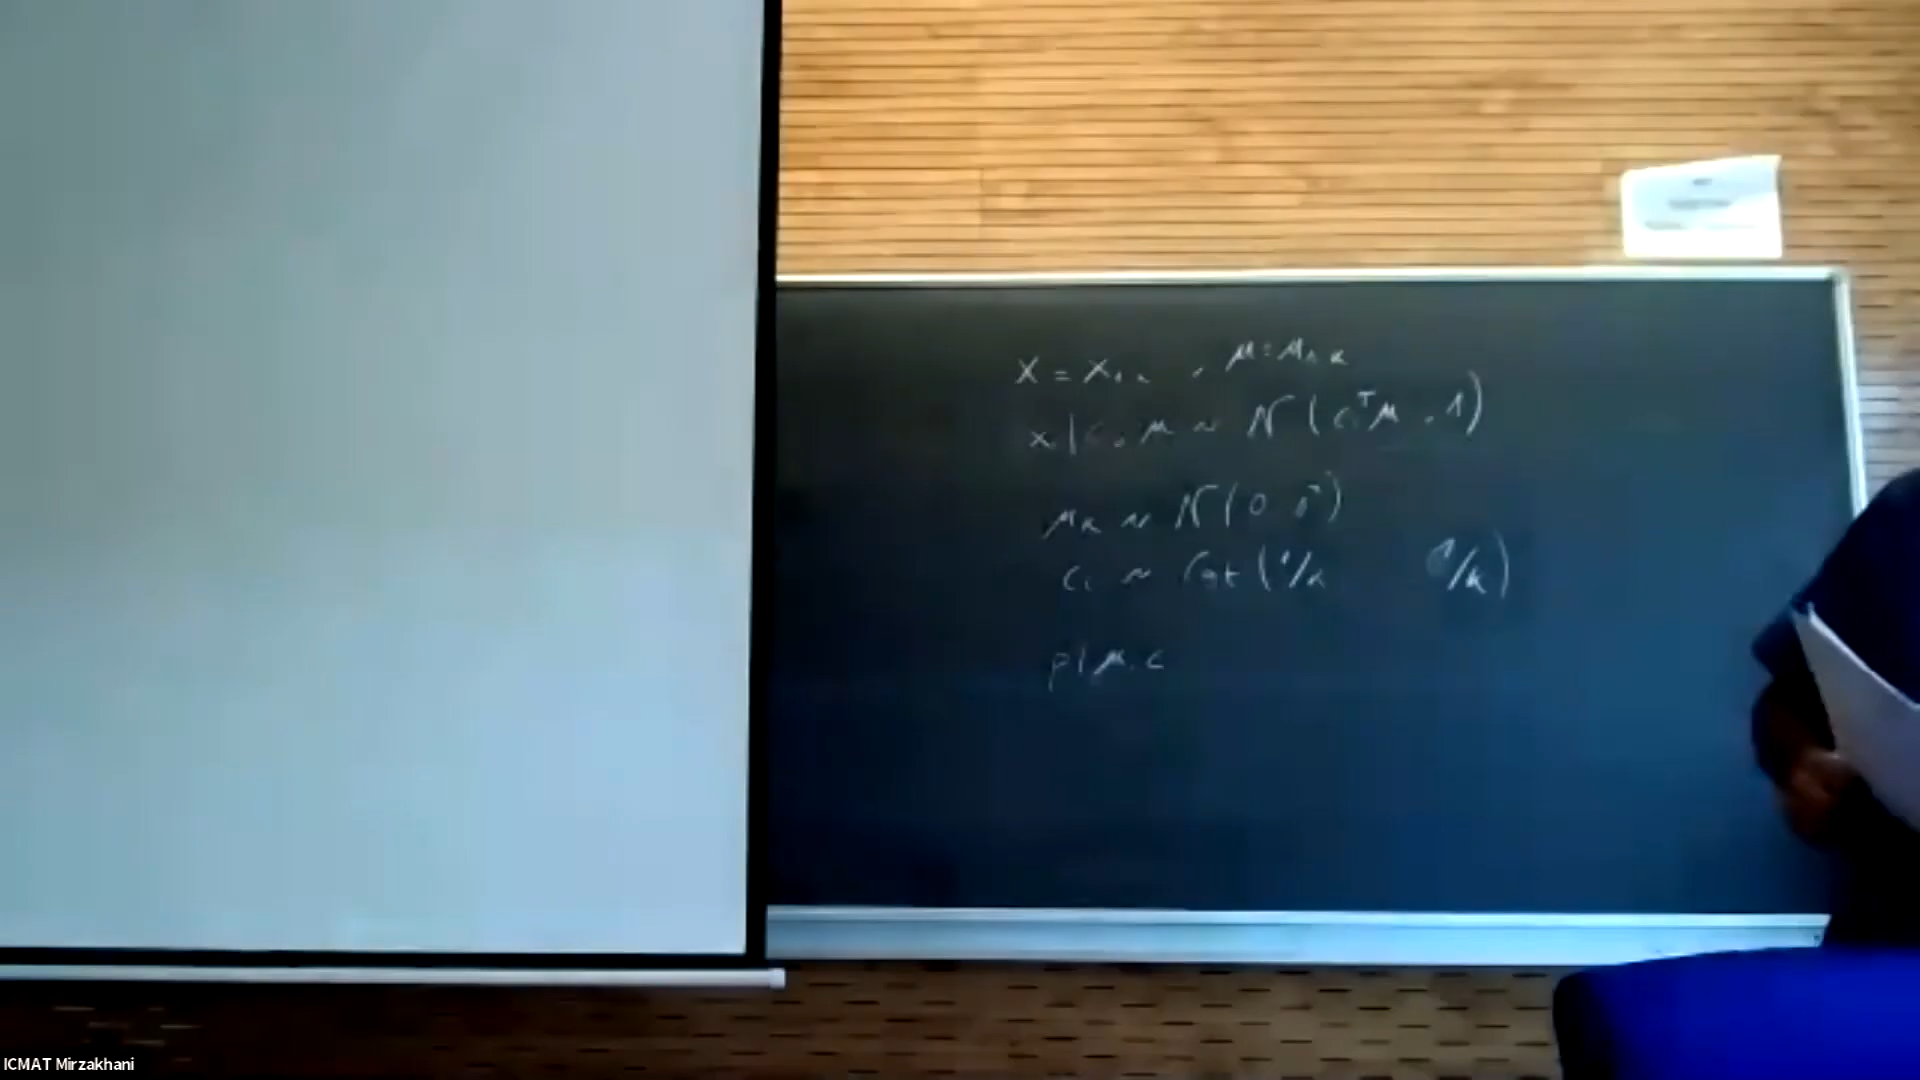 x = x₁:ₙ , μ = μ₁:ₖ
xᵢ | cᵢ, μ ~ N(cᵢᵀμ, 1)
μₖ ~ N(0, σ²)
cᵢ ~ Cat(1/k 1/k)
p(μ, c
ICMAT Mirzakhani